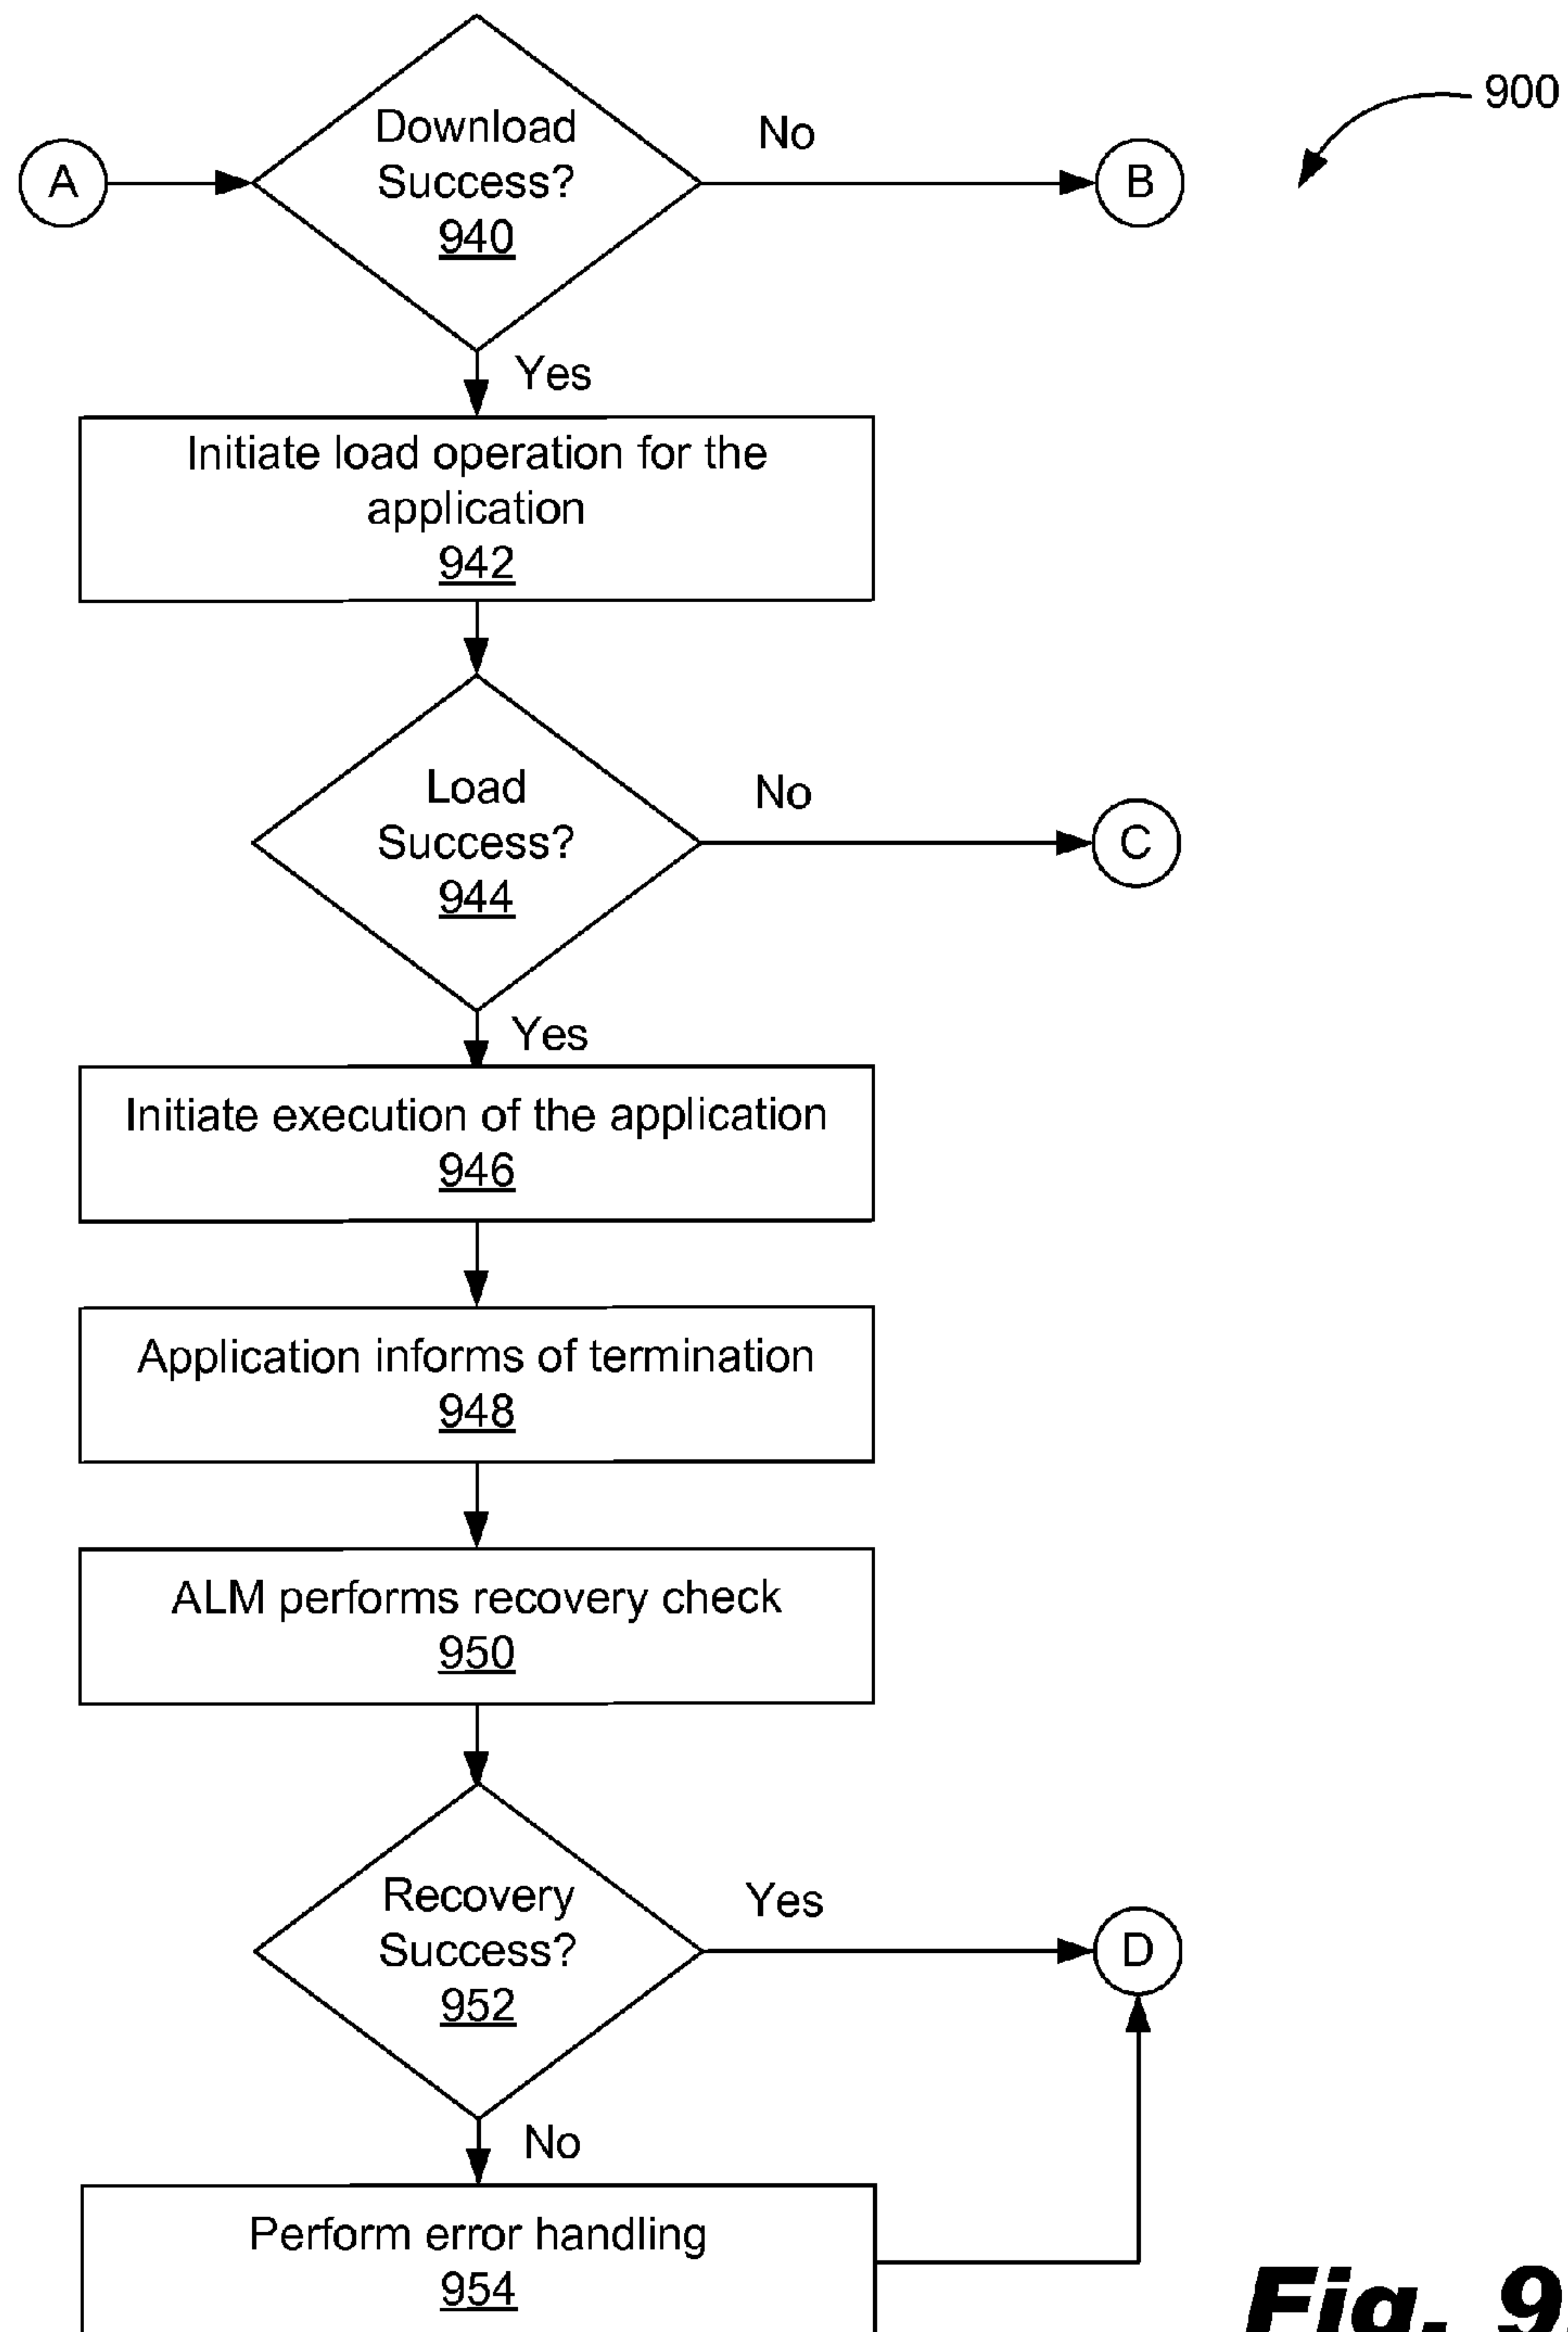 900
A
Download
Success?
940
No
B
Yes
Initiate load operation for the
application
942
Load
Success?
944
No
C
Yes
Initiate execution of the application
946
Application informs of termination
948
ALM performs recovery check
950
Recovery
Success?
952
Yes
D
No
Perform error handling
954
Fig. 9